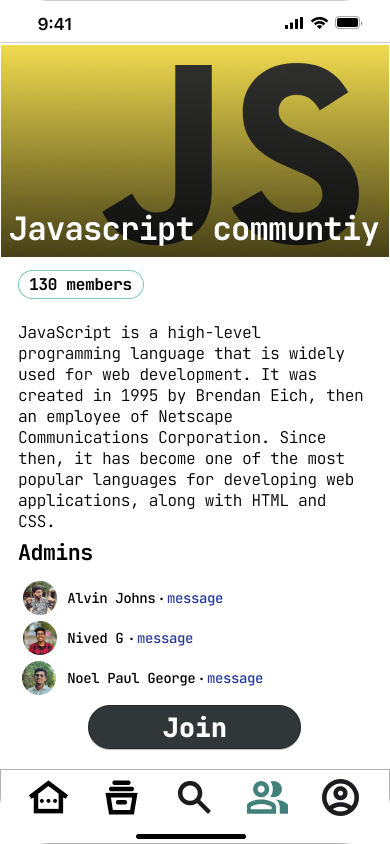 9:41
JS
Javascript communtiy
130 members
JavaScript is a high-level
programming language that is widely
used for web development. It was
created in 1995 by Brendan Eich, then
an employee of Netscape
Communications Corporation. Since
then, it has become one of the most
popular languages for developing web
applications, along with HTML and
CSS.
Admins
Alvin Johns · message
Nived G · message
Noel Paul George · message
Join